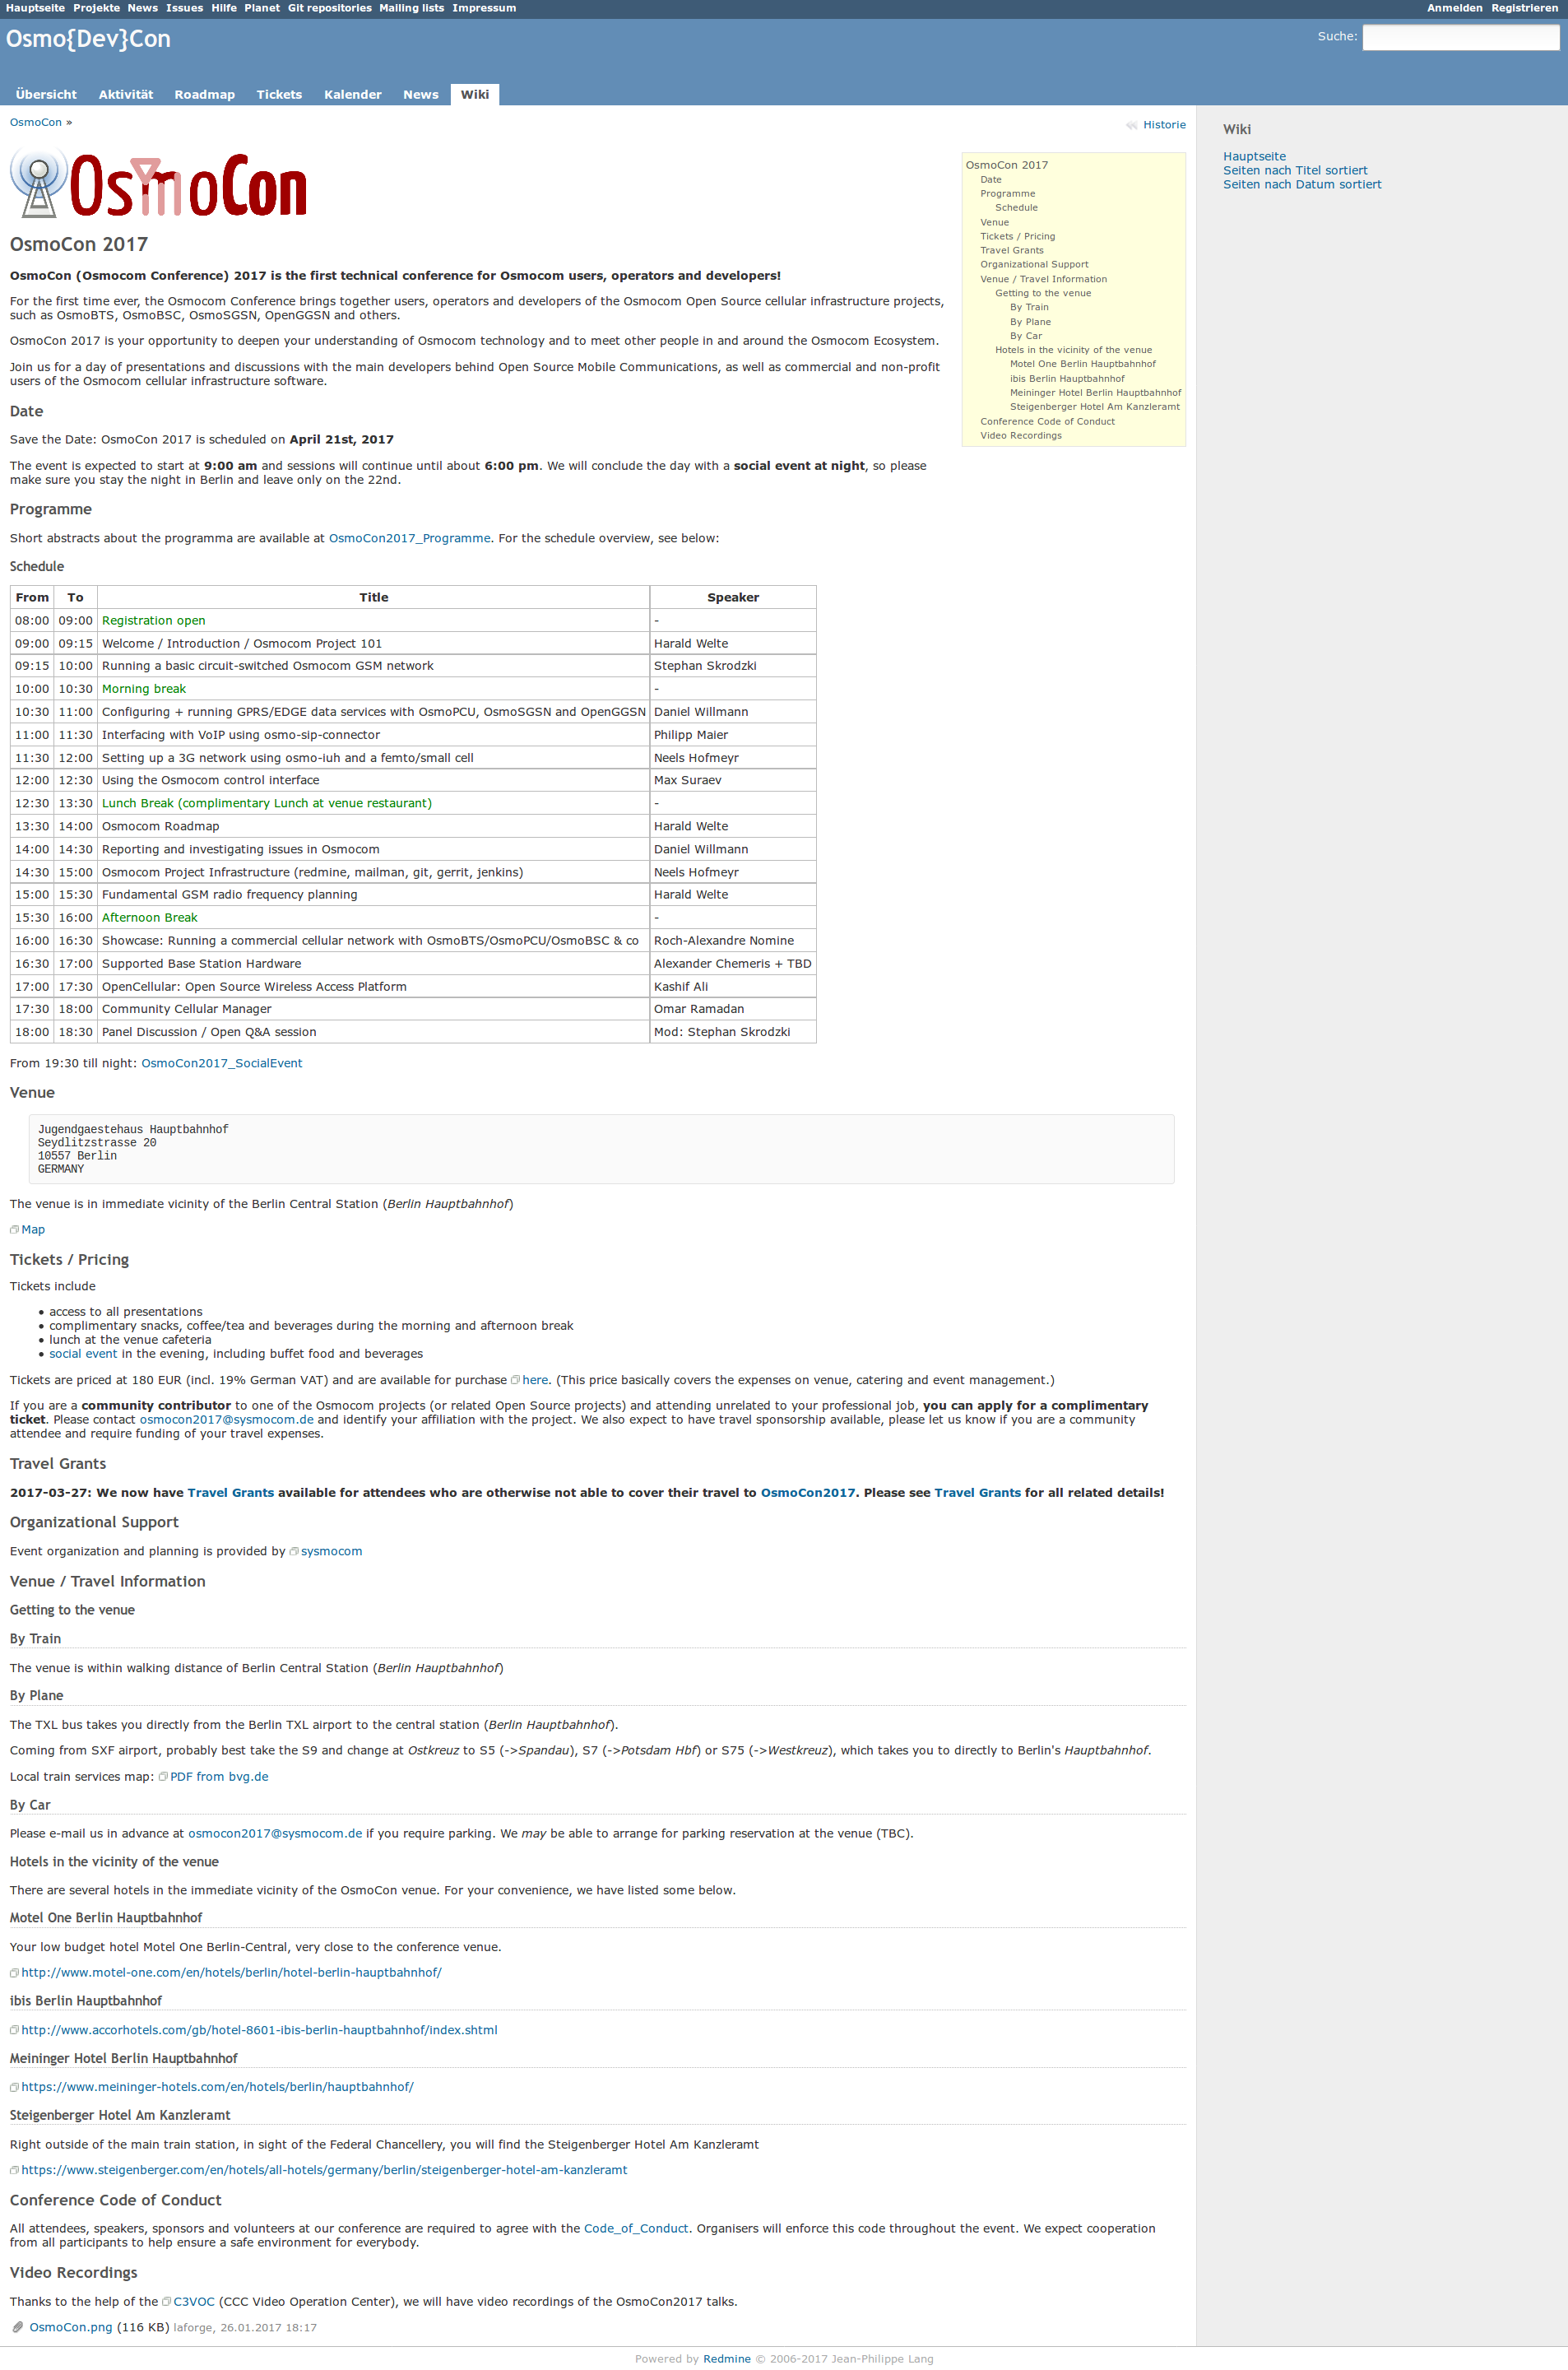 Hauptseite Projekte News Issues Hilfe Planet Git repositories Mailing lists Impressum
Anmelden Registrieren
Osmo{Dev}Con
Suche:
Übersicht Aktivität Roadmap Tickets Kalender News Wiki
OsmoCon »
Historie
OsmoCon
OsmoCon 2017
Date
Programme
Schedule
Venue
Tickets / Pricing
Travel Grants
Organizational Support
Venue / Travel Information
Getting to the venue
By Train
By Plane
By Car
Hotels in the vicinity of the venue
Motel One Berlin Hauptbahnhof
ibis Berlin Hauptbahnhof
Meininger Hotel Berlin Hauptbahnhof
Steigenberger Hotel Am Kanzleramt
Conference Code of Conduct
Video Recordings
OsmoCon 2017
OsmoCon (Osmocom Conference) 2017 is the first technical conference for Osmocom users, operators and developers!
For the first time ever, the Osmocom Conference brings together users, operators and developers of the Osmocom Open Source cellular infrastructure projects,
such as OsmoBTS, OsmoBSC, OsmoSGSN, OpenGGSN and others.
OsmoCon 2017 is your opportunity to deepen your understanding of Osmocom technology and to meet other people in and around the Osmocom Ecosystem.
Join us for a day of presentations and discussions with the main developers behind Open Source Mobile Communications, as well as commercial and non-profit
users of the Osmocom cellular infrastructure software.
Date
Save the Date: OsmoCon 2017 is scheduled on April 21st, 2017
The event is expected to start at 9:00 am and sessions will continue until about 6:00 pm. We will conclude the day with a social event at night, so please
make sure you stay the night in Berlin and leave only on the 22nd.
Programme
Short abstracts about the programma are available at OsmoCon2017_Programme. For the schedule overview, see below:
Schedule
From To Title Speaker
08:00 09:00 Registration open -
09:00 09:15 Welcome / Introduction / Osmocom Project 101 Harald Welte
09:15 10:00 Running a basic circuit-switched Osmocom GSM network Stephan Skrodzki
10:00 10:30 Morning break -
10:30 11:00 Configuring + running GPRS/EDGE data services with OsmoPCU, OsmoSGSN and OpenGGSN Daniel Willmann
11:00 11:30 Interfacing with VoIP using osmo-sip-connector Philipp Maier
11:30 12:00 Setting up a 3G network using osmo-iuh and a femto/small cell Neels Hofmeyr
12:00 12:30 Using the Osmocom control interface Max Suraev
12:30 13:30 Lunch Break (complimentary Lunch at venue restaurant) -
13:30 14:00 Osmocom Roadmap Harald Welte
14:00 14:30 Reporting and investigating issues in Osmocom Daniel Willmann
14:30 15:00 Osmocom Project Infrastructure (redmine, mailman, git, gerrit, jenkins) Neels Hofmeyr
15:00 15:30 Fundamental GSM radio frequency planning Harald Welte
15:30 16:00 Afternoon Break -
16:00 16:30 Showcase: Running a commercial cellular network with OsmoBTS/OsmoPCU/OsmoBSC & co Roch-Alexandre Nomine
16:30 17:00 Supported Base Station Hardware Alexander Chemeris + TBD
17:00 17:30 OpenCellular: Open Source Wireless Access Platform Kashif Ali
17:30 18:00 Community Cellular Manager Omar Ramadan
18:00 18:30 Panel Discussion / Open Q&A session Mod: Stephan Skrodzki
From 19:30 till night: OsmoCon2017_SocialEvent
Venue
Jugendgaestehaus Hauptbahnhof
Seydlitzstrasse 20
10557 Berlin
GERMANY
The venue is in immediate vicinity of the Berlin Central Station (Berlin Hauptbahnhof)
Map
Tickets / Pricing
Tickets include
• access to all presentations
• complimentary snacks, coffee/tea and beverages during the morning and afternoon break
• lunch at the venue cafeteria
• social event in the evening, including buffet food and beverages
Tickets are priced at 180 EUR (incl. 19% German VAT) and are available for purchase here. (This price basically covers the expenses on venue, catering and event management.)
If you are a community contributor to one of the Osmocom projects (or related Open Source projects) and attending unrelated to your professional job, you can apply for a complimentary
ticket. Please contact osmocon2017@sysmocom.de and identify your affiliation with the project. We also expect to have travel sponsorship available, please let us know if you are a community
attendee and require funding of your travel expenses.
Travel Grants
2017-03-27: We now have Travel Grants available for attendees who are otherwise not able to cover their travel to OsmoCon2017. Please see Travel Grants for all related details!
Organizational Support
Event organization and planning is provided by sysmocom
Venue / Travel Information
Getting to the venue
By Train
The venue is within walking distance of Berlin Central Station (Berlin Hauptbahnhof)
By Plane
The TXL bus takes you directly from the Berlin TXL airport to the central station (Berlin Hauptbahnhof).
Coming from SXF airport, probably best take the S9 and change at Ostkreuz to S5 (->Spandau), S7 (->Potsdam Hbf) or S75 (->Westkreuz), which takes you to directly to Berlin's Hauptbahnhof.
Local train services map: PDF from bvg.de
By Car
Please e-mail us in advance at osmocon2017@sysmocom.de if you require parking. We may be able to arrange for parking reservation at the venue (TBC).
Hotels in the vicinity of the venue
There are several hotels in the immediate vicinity of the OsmoCon venue. For your convenience, we have listed some below.
Motel One Berlin Hauptbahnhof
Your low budget hotel Motel One Berlin-Central, very close to the conference venue.
http://www.motel-one.com/en/hotels/berlin/hotel-berlin-hauptbahnhof/
ibis Berlin Hauptbahnhof
http://www.accorhotels.com/gb/hotel-8601-ibis-berlin-hauptbahnhof/index.shtml
Meininger Hotel Berlin Hauptbahnhof
https://www.meininger-hotels.com/en/hotels/berlin/hauptbahnhof/
Steigenberger Hotel Am Kanzleramt
Right outside of the main train station, in sight of the Federal Chancellery, you will find the Steigenberger Hotel Am Kanzleramt
https://www.steigenberger.com/en/hotels/all-hotels/germany/berlin/steigenberger-hotel-am-kanzleramt
Conference Code of Conduct
All attendees, speakers, sponsors and volunteers at our conference are required to agree with the Code_of_Conduct. Organisers will enforce this code throughout the event. We expect cooperation
from all participants to help ensure a safe environment for everybody.
Video Recordings
Thanks to the help of the C3VOC (CCC Video Operation Center), we will have video recordings of the OsmoCon2017 talks.
OsmoCon.png (116 KB) laforge, 26.01.2017 18:17
Wiki
Hauptseite
Seiten nach Titel sortiert
Seiten nach Datum sortiert
Powered by Redmine © 2006-2017 Jean-Philippe Lang